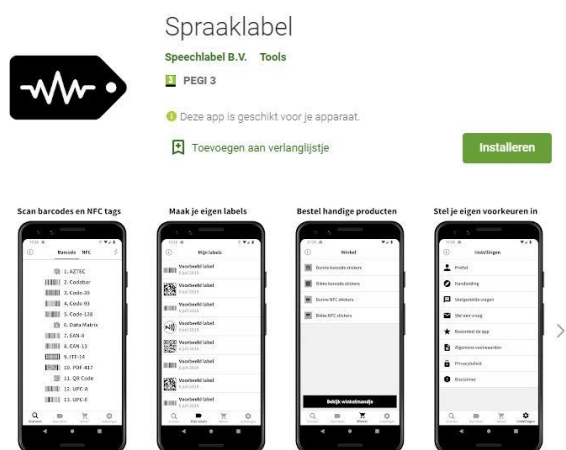 Spraaklabel
Speechlabel B.V. Tools
3 PEGI 3
Deze app is geschikt voor je apparaat.
Toevoegen aan verlanglijstje
Installeren
Scan barcodes en NFC tags
Barcode NFC
1. AZTEC
2. Codabar
3. Code-39
4. Code-93
5. Code-128
6. Data Matrix
7. EAN-8
8. EAN-13
9. ITF-14
10. PDF-417
11. QR Code
12. UPC-A
13. UPC-E
Maak je eigen labels
Mijn labels
Voorbeeld label
Voorbeeld label
Voorbeeld label
Voorbeeld label
Voorbeeld label
Voorbeeld label
Voorbeeld label
Voorbeeld label
Bestel handige producten
Winkel
Dunne barcode stickers
Dikke barcode stickers
Dunne NFC stickers
Dikke NFC stickers
Bekijk winkelmandje
Stel je eigen voorkeuren in
Instellingen
Profiel
Handleiding
Veelgestelde vragen
Stel een vraag
Beoordeel de app
Algemene voorwaarden
Privacybeleid
Disclaimer